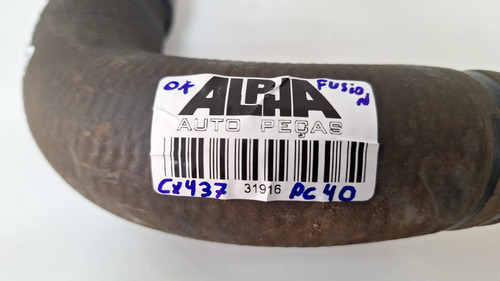 OK
FUSION
ALPHA
AUTO PEÇAS
CX437
31916
PC 40